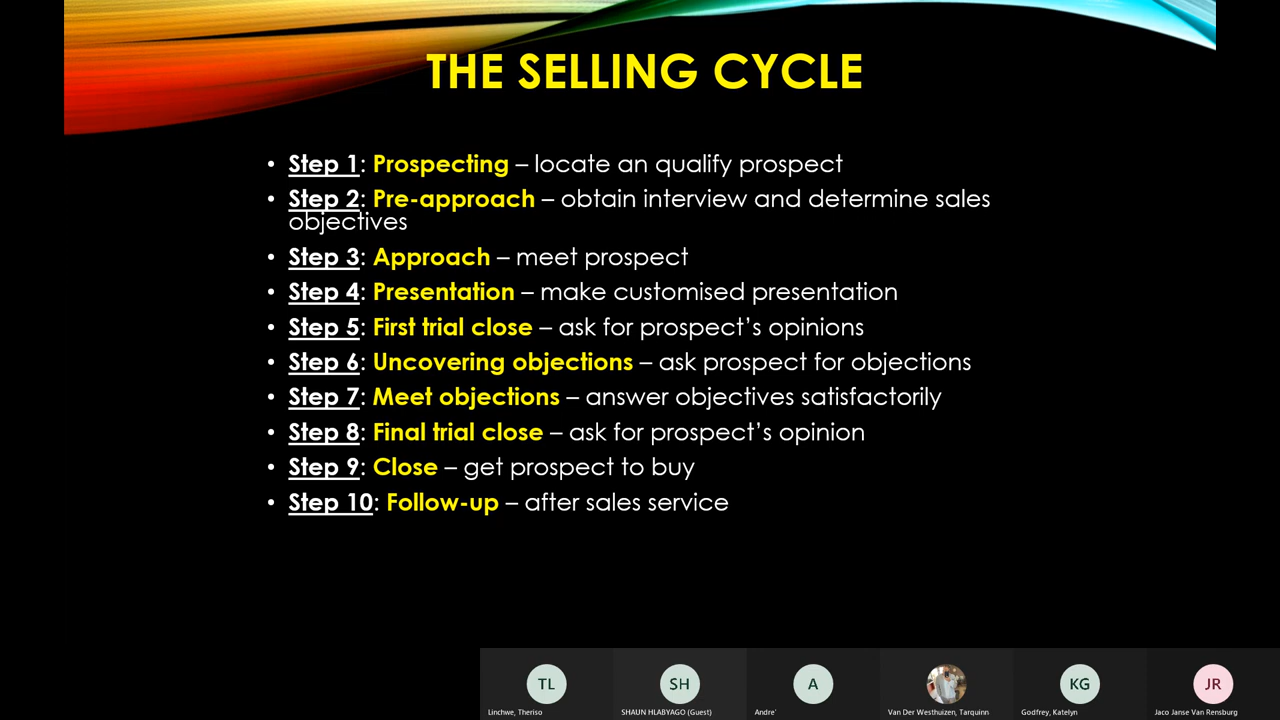 THE SELLING CYCLE
• Step 1: Prospecting – locate an qualify prospect
• Step 2: Pre-approach – obtain interview and determine sales
objectives
• Step 3: Approach – meet prospect
• Step 4: Presentation – make customised presentation
• Step 5: First trial close – ask for prospect’s opinions
• Step 6: Uncovering objections – ask prospect for objections
• Step 7: Meet objections – answer objectives satisfactorily
• Step 8: Final trial close – ask for prospect’s opinion
• Step 9: Close – get prospect to buy
• Step 10: Follow-up – after sales service
TL SH A KG JR
Linchwe, Theriso SHAUN HLABYAGO (Guest) Andre' Van Der Westhuizen, Tarquinn Godfrey, Katelyn Jaco Janse Van Rensburg